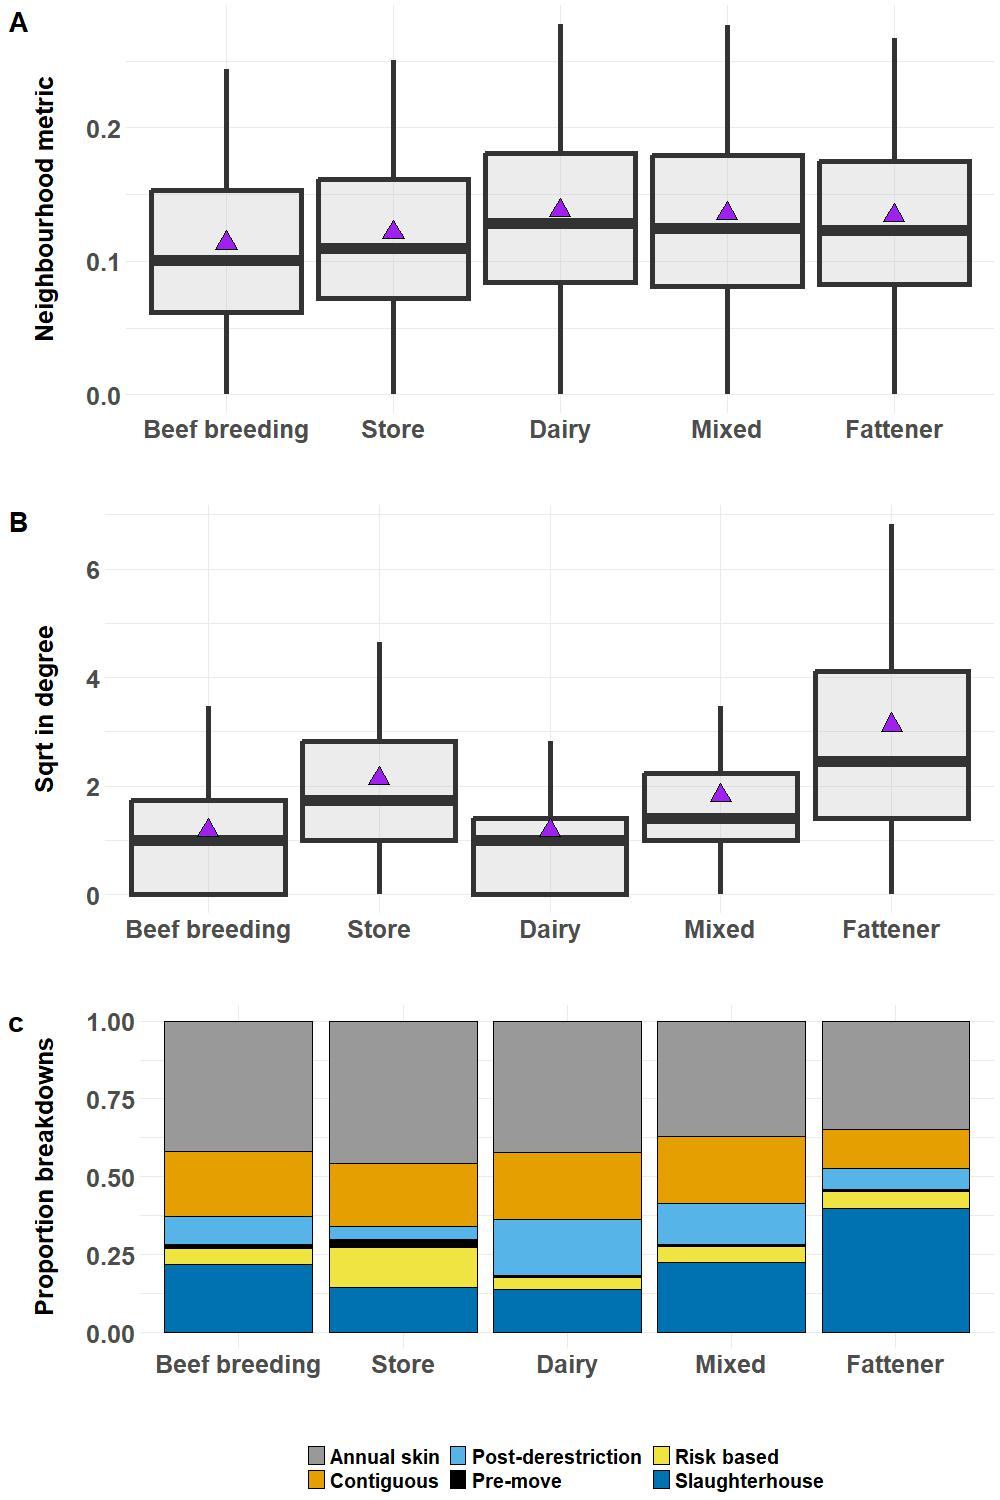 A
Neighbourhood metric
0.2
0.1
0.0
Beef breeding Store Dairy Mixed Fattener
B
Sqrt in degree
6
4
2
0
Beef breeding Store Dairy Mixed Fattener
c
Proportion breakdowns
1.00
0.75
0.50
0.25
0.00
Beef breeding Store Dairy Mixed Fattener
Annual skin Post-derestriction Risk based
Contiguous Pre-move Slaughterhouse